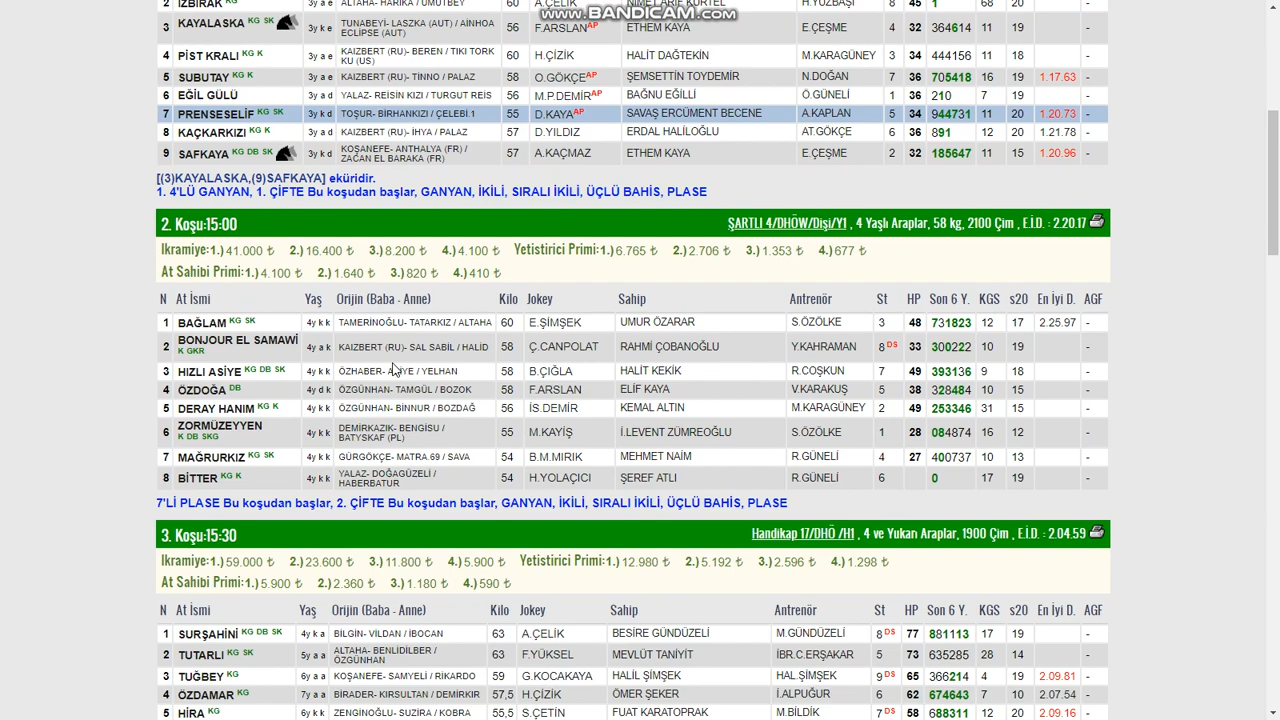 www.BANDICAM.com
2 IZBIRAK KG 3y a e ALTAHA- HARİKA / UMUT 60 A.ÇELİK NİMET ARİF KURTEL H.YÜZBAŞI 8 45 1 68 20 -
3 KAYALASKA KG SK 3y k e TUNABEYİ- LASZKA (AUT) / AİNHOA ECLIPSE (AUT) 56 F.ARSLAN AP ETHEM KAYA E.ÇEŞME 4 32 364614 11 19 -
4 PİST KRALI KG K 3y a e KAIZBERT (RU)- BEREN / TIKI TORK KU (US) 60 H.ÇİZİK HALİT DAĞTEKİN M.KARAGÜNEY 3 34 444156 11 18 -
5 SUBUTAY KG K 3y a e KAIZBERT (RU)- TINNO / PALAZ 58 O.GÖKÇE AP ŞEMSETTİN TOYDEMİR N.DOĞAN 7 36 705418 16 19 1.17.63 -
6 EĞİL GÜLÜ 3y a d YALAZ- REİSİN KIZI / TURGUT REİS 56 M.P.DEMİR AP BAĞNU EĞİLLİ Ö.GÜNELİ 1 36 210 7 19 -
7 PRENSESELİF KG SK 3y k d TOŞUR- BİRHANKIZI / ÇELEBİ.1 55 D.KAYA AP SAVAŞ ERCÜMENT BECENE A.KAPLAN 5 34 944731 11 20 1.20.73 -
8 KAÇKARKIZI KG K 3y a d KAIZBERT (RU)- İHYA / PALAZ 57 D.YILDIZ ERDAL HALİLOĞLU AT.GÖKÇE 6 36 891 12 20 1.21.78 -
9 SAFKAYA KG DB SK 3y k d KOŞANEFE- ANTHALYA (FR) / ZAĆAN EL BARAKA (FR) 57 A.KAÇMAZ ETHEM KAYA E.ÇEŞME 2 32 185647 11 15 1.20.96 -
[(3)KAYALASKA,(9)SAFKAYA] eküridir.
1. 4'LÜ GANYAN, 1. ÇİFTE Bu koşudan başlar, GANYAN, İKİLİ, SIRALI İKİLİ, ÜÇLÜ BAHİS, PLASE
2. Koşu:15:00 ŞARTLI 4/DHÖW/Dişi/Y1 , 4 Yaşlı Araplar, 58 kg, 2100 Çim , E.İ.D. : 2.20.17
Ikramiye:1.) 41.000 ₺ 2.) 16.400 ₺ 3.) 8.200 ₺ 4.) 4.100 ₺ Yetistirici Primi:1.) 6.765 ₺ 2.) 2.706 ₺ 3.) 1.353 ₺ 4.) 677 ₺
At Sahibi Primi:1.) 4.100 ₺ 2.) 1.640 ₺ 3.) 820 ₺ 4.) 410 ₺
N At İsmi Yaş Orijin (Baba - Anne) Kilo Jokey Sahip Antrenör St HP Son 6 Y. KGS s20 En İyi D. AGF
1 BAĞLAM KG SK 4y k k TAMERİNOĞLU- TATARKIZ / ALTAHA 60 E.ŞİMŞEK UMUR ÖZARAR S.ÖZÖLKE 3 48 731823 12 17 2.25.97 -
2 BONJOUR EL SAMAWİ K GKR 4y a k KAIZBERT (RU)- SAL SABIL / HALİD 58 Ç.CANPOLAT RAHMİ ÇOBANOĞLU Y.KAHRAMAN 8 DS 33 300222 10 19 -
3 HIZLI ASİYE KG DB SK 4y k k ÖZHABER- ASİYE / YELHAN 58 B.ÇIĞLA HALİT KEKİK R.COŞKUN 7 49 393136 9 18 -
4 ÖZDOĞA DB 4y d k ÖZGÜNHAN- TAMGÜL / BOZOK 58 F.ARSLAN ELİF KAYA V.KARAKUŞ 5 38 328484 10 15 -
5 DERAY HANIM KG K 4y k k ÖZGÜNHAN- BİNNUR / BOZDAĞ 56 İS.DEMİR KEMAL ALTIN M.KARAGÜNEY 2 49 253346 31 15 -
6 ZORMÜZEYYEN K DB SKG 4y k k DEMİRKAZIK- BENGİSU / BATYSKAF (PL) 55 M.KAYİŞ İ.LEVENT ZÜMREOĞLU S.ÖZÖLKE 1 28 084874 16 12 -
7 MAĞRURKIZ KG SK 4y k k GÜRGÖKÇE- MATRA.69 / SAVA 54 B.M.MIRIK MEHMET NAİM R.GÜNELİ 4 27 400737 10 13 -
8 BİTTER KG K 4y k k YALAZ- DOĞAGÜZELİ / HABERBATUR 54 H.YOLAÇICI ŞEREF ATLI R.GÜNELİ 6 0 17 19 -
7'Lİ PLASE Bu koşudan başlar, 2. ÇİFTE Bu koşudan başlar, GANYAN, İKİLİ, SIRALI İKİLİ, ÜÇLÜ BAHİS, PLASE
3. Koşu:15:30 Handikap 17/DHÖ /H1 , 4 ve Yukarı Araplar, 1900 Çim , E.İ.D. : 2.04.59
Ikramiye:1.) 59.000 ₺ 2.) 23.600 ₺ 3.) 11.800 ₺ 4.) 5.900 ₺ Yetistirici Primi:1.) 12.980 ₺ 2.) 5.192 ₺ 3.) 2.596 ₺ 4.) 1.298 ₺
At Sahibi Primi:1.) 5.900 ₺ 2.) 2.360 ₺ 3.) 1.180 ₺ 4.) 590 ₺
N At İsmi Yaş Orijin (Baba - Anne) Kilo Jokey Sahip Antrenör St HP Son 6 Y. KGS s20 En İyi D. AGF
1 SURŞAHİNİ KG DB SK 4y k a BİLGİN- VİLDAN / İBOCAN 63 A.ÇELİK BESİRE GÜNDÜZELİ M.GÜNDÜZELİ 8 DS 77 881113 17 19 -
2 TUTARLI KG SK 5y a a ALTAHA- BENLİDİLBER / ÖZGÜNHAN 63 F.YÜKSEL MEVLÜT TANİYİT İBR.C.ERŞAKAR 5 73 635285 28 14 -
3 TUĞBEY KG 6y a a KOŞANEFE- SAMYELİ / RIKARDO 59 G.KOCAKAYA HALİL ŞİMŞEK HAL.ŞİMŞEK 9 DS 65 366214 4 19 2.09.81 -
4 ÖZDAMAR KG 7y a a BİRADER- KIRSULTAN / DEMİRKIR 57,5 H.ÇİZİK ÖMER ŞEKER İ.ALPUĞUR 6 62 674643 7 10 2.07.54 -
5 HİRA KG 6y k k ZENGİNOĞLU- SUZİRA / KOBRA 55,5 S.ÇETİN FUAT KARATOPRAK M.BİLDİK 7 DS 58 688311 12 20 2.09.16 -